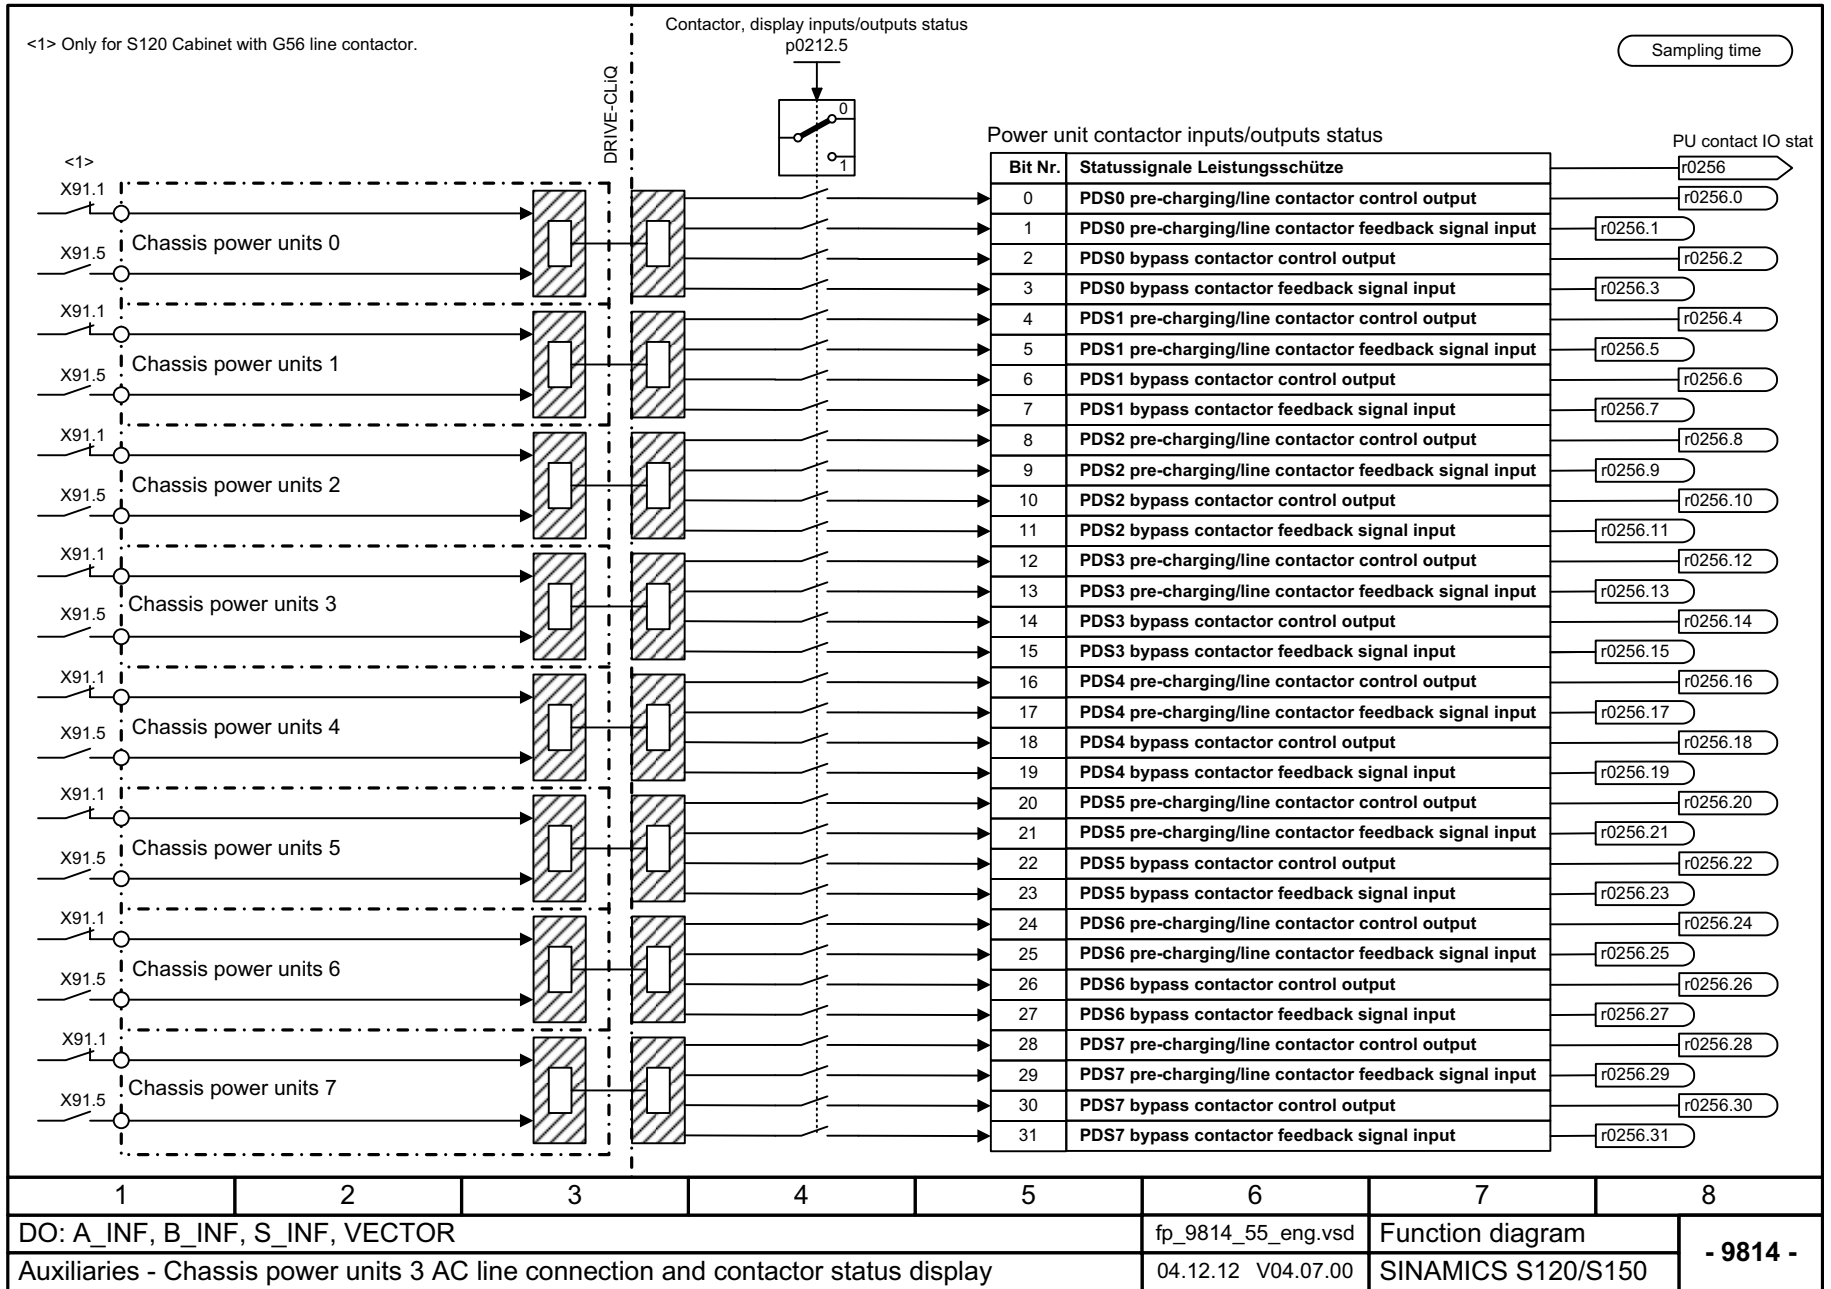 Contactor, display inputs/outputs status
<1> Only for S120 Cabinet with G56 line contactor.
p0212.5
Sampling time
DRIVE-CLiQ
0
1
Power unit contactor inputs/outputs status
PU contact IO stat
<1>
Bit Nr. Statussignale Leistungsschütze r0256
X91.1
0 PDS0 pre-charging/line contactor control output r0256.0
1 PDS0 pre-charging/line contactor feedback signal input r0256.1
Chassis power units 0
X91.5
2 PDS0 bypass contactor control output r0256.2
3 PDS0 bypass contactor feedback signal input r0256.3
X91.1
4 PDS1 pre-charging/line contactor control output r0256.4
5 PDS1 pre-charging/line contactor feedback signal input r0256.5
Chassis power units 1
X91.5
6 PDS1 bypass contactor control output r0256.6
7 PDS1 bypass contactor feedback signal input r0256.7
X91.1
8 PDS2 pre-charging/line contactor control output r0256.8
9 PDS2 pre-charging/line contactor feedback signal input r0256.9
Chassis power units 2
X91.5
10 PDS2 bypass contactor control output r0256.10
11 PDS2 bypass contactor feedback signal input r0256.11
X91.1
12 PDS3 pre-charging/line contactor control output r0256.12
13 PDS3 pre-charging/line contactor feedback signal input r0256.13
Chassis power units 3
X91.5
14 PDS3 bypass contactor control output r0256.14
15 PDS3 bypass contactor feedback signal input r0256.15
X91.1
16 PDS4 pre-charging/line contactor control output r0256.16
17 PDS4 pre-charging/line contactor feedback signal input r0256.17
Chassis power units 4
X91.5
18 PDS4 bypass contactor control output r0256.18
19 PDS4 bypass contactor feedback signal input r0256.19
X91.1
20 PDS5 pre-charging/line contactor control output r0256.20
21 PDS5 pre-charging/line contactor feedback signal input r0256.21
Chassis power units 5
X91.5
22 PDS5 bypass contactor control output r0256.22
23 PDS5 bypass contactor feedback signal input r0256.23
X91.1
24 PDS6 pre-charging/line contactor control output r0256.24
25 PDS6 pre-charging/line contactor feedback signal input r0256.25
Chassis power units 6
X91.5
26 PDS6 bypass contactor control output r0256.26
27 PDS6 bypass contactor feedback signal input r0256.27
X91.1
28 PDS7 pre-charging/line contactor control output r0256.28
29 PDS7 pre-charging/line contactor feedback signal input r0256.29
Chassis power units 7
X91.5
30 PDS7 bypass contactor control output r0256.30
31 PDS7 bypass contactor feedback signal input r0256.31
1 2 3 4 5 6 7 8
DO: A_INF, B_INF, S_INF, VECTOR fp_9814_55_eng.vsd Function diagram
- 9814 -
Auxiliaries - Chassis power units 3 AC line connection and contactor status display 04.12.12 V04.07.00 SINAMICS S120/S150